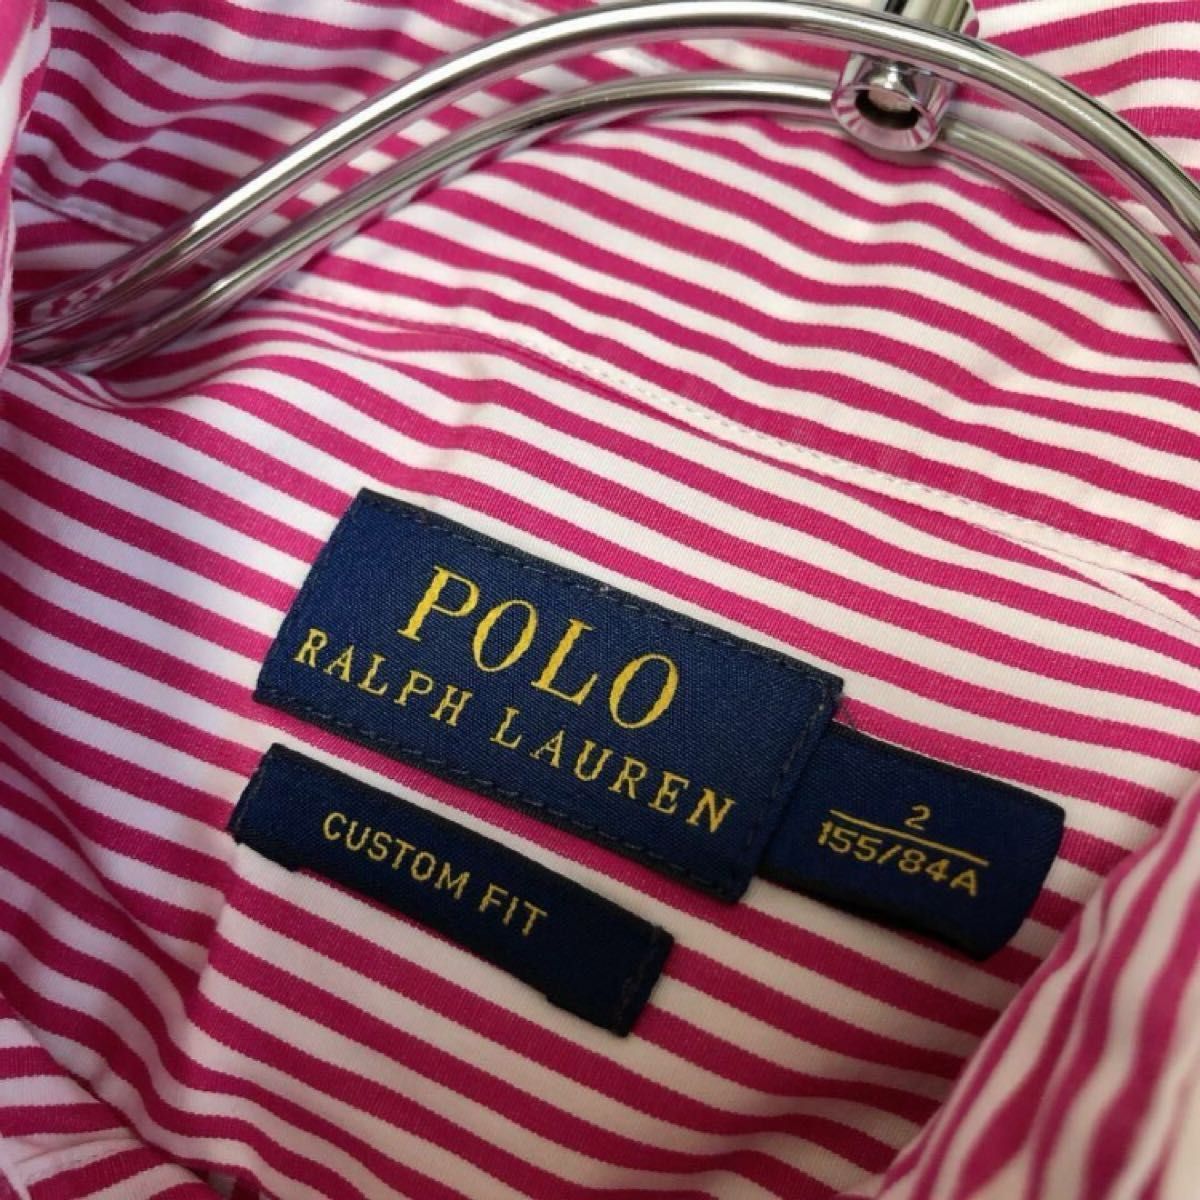 POLO
RALPH LAUREN
2
155/84A
CUSTOM FIT